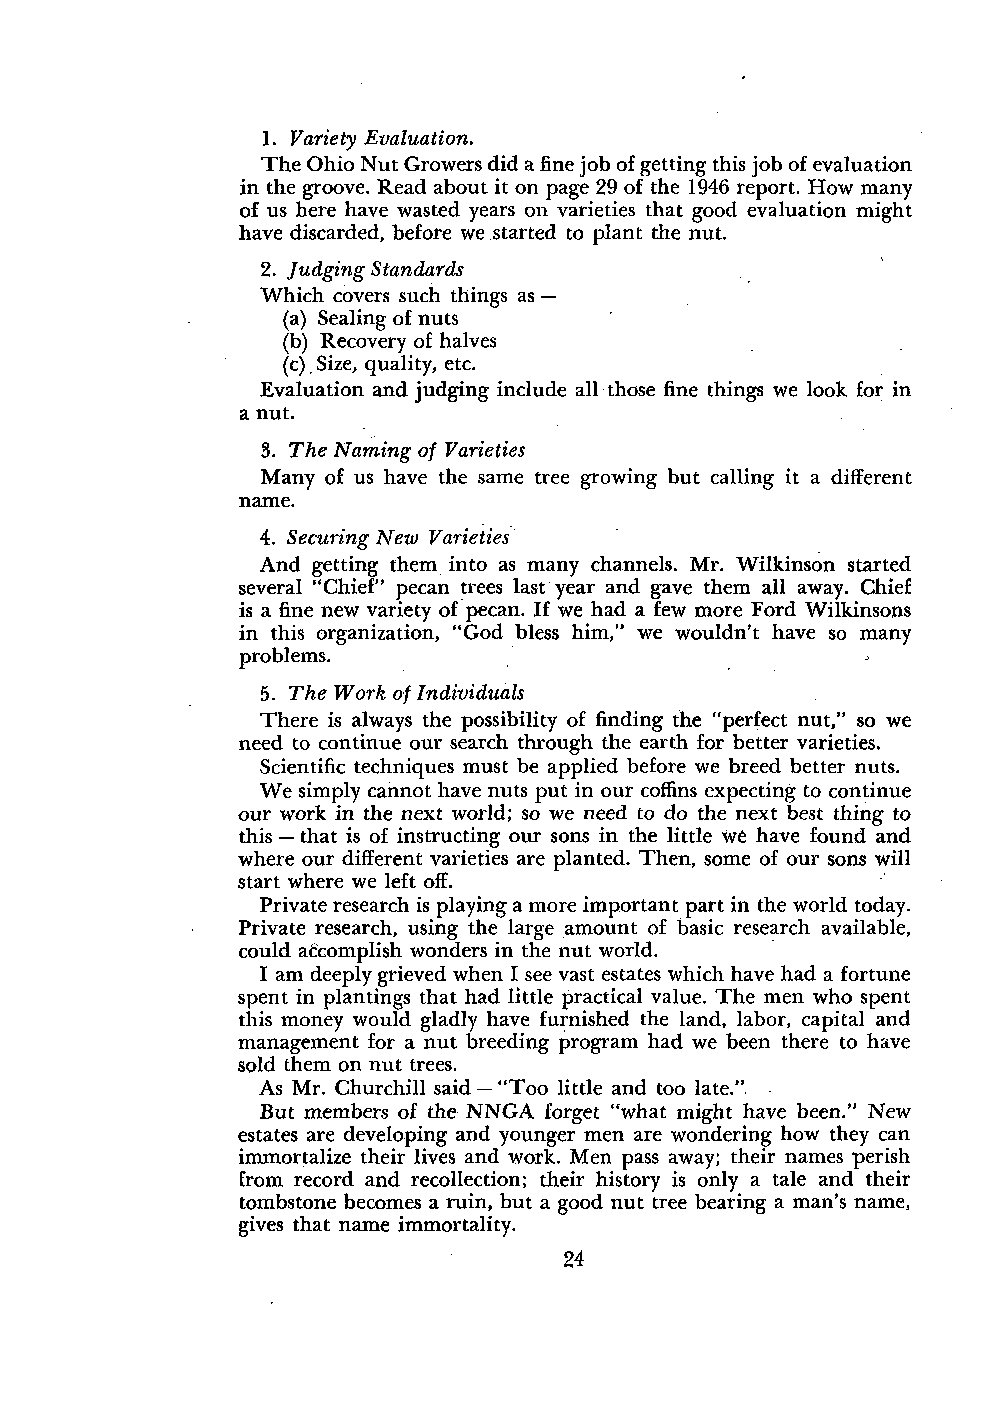 1. Variety Evaluation.
The Ohio Nut Growers did a fine job of getting this job of evaluation
in the groove. Read about it on page 29 of the 1946 report. How many
of us here have wasted years on varieties that good evaluation might
have discarded, before we started to plant the nut.
2. Judging Standards
Which covers such things as —
(a) Sealing of nuts
(b) Recovery of halves
(c) Size, quality, etc.
Evaluation and judging include all those fine things we look for in
a nut.
3. The Naming of Varieties
Many of us have the same tree growing but calling it a different
name.
4. Securing New Varieties
And getting them into as many channels. Mr. Wilkinson started
several "Chief" pecan trees last year and gave them all away. Chief
is a fine new variety of pecan. If we had a few more Ford Wilkinsons
in this organization, "God bless him," we wouldn't have so many
problems.
5. The Work of Individuals
There is always the possibility of finding the "perfect nut," so we
need to continue our search through the earth for better varieties.
Scientific techniques must be applied before we breed better nuts.
We simply cannot have nuts put in our coffins expecting to continue
our work in the next world; so we need to do the next best thing to
this — that is of instructing our sons in the little we have found and
where our different varieties are planted. Then, some of our sons will
start where we left off.
Private research is playing a more important part in the world today.
Private research, using the large amount of basic research available,
could accomplish wonders in the nut world.
I am deeply grieved when I see vast estates which have had a fortune
spent in plantings that had little practical value. The men who spent
this money would gladly have furnished the land, labor, capital and
management for a nut breeding program had we been there to have
sold them on nut trees.
As Mr. Churchill said — "Too little and too late."
But members of the NNGA forget "what might have been." New
estates are developing and younger men are wondering how they can
immortalize their lives and work. Men pass away; their names perish
from record and recollection; their history is only a tale and their
tombstone becomes a ruin, but a good nut tree bearing a man's name,
gives that name immortality.
24